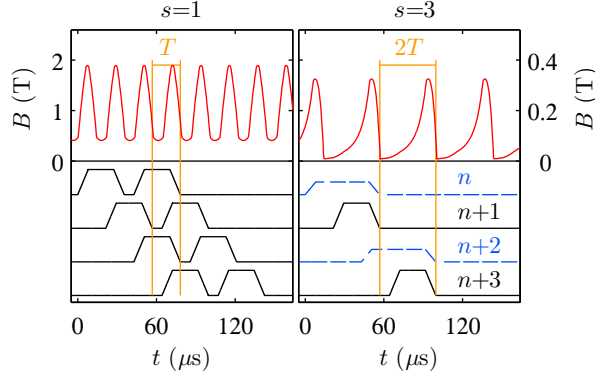 s=1 s=3
T 2T
2 0.4
1 0.2
0 0
B (T) B (T)
n
n+1
n+2
n+3
0 60 120 0 60 120
t (μs) t (μs)